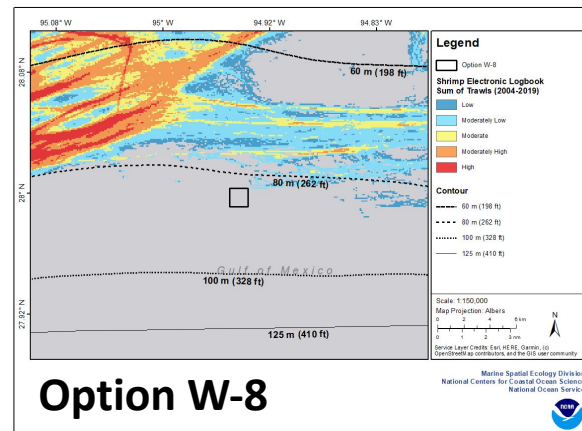 95.08° W 95° W 94.92° W 94.83° W
28.08° N
28° N
27.92° N
60 m (198 ft)
80 m (262 ft)
Gulf of Mexico
100 m (328 ft)
125 m (410 ft)
Legend
Option W-8
Shrimp Electronic Logbook
Sum of Trawls (2004-2019)
Low
Moderately Low
Moderate
Moderately High
High
Contour
60 m (198 ft)
80 m (262 ft)
100 m (328 ft)
125 m (410 ft)
Scale: 1:150,000
Map Projection: Albers
0 2 4 6 km
0 1 2 3 nm
N
Service Layer Credits: Esri, HERE, Garmin, (c)
OpenStreetMap contributors, and the GIS user community
Option W-8
Marine Spatial Ecology Division
National Centers for Coastal Ocean Science
National Ocean Service
NOAA